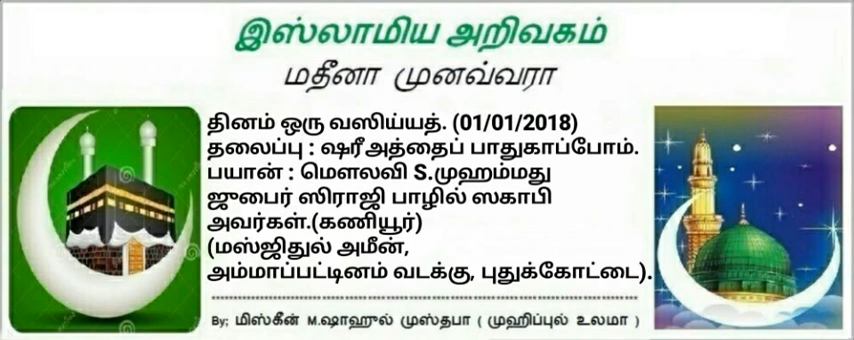 இஸ்லாமிய அறிவகம்
மதீனா முனவ்வரா
தினம் ஒரு வஸிய்யத். (01/01/2018)
தலைப்பு : ஷரீஅத்தைப் பாதுகாப்போம்.
பயான் : மௌலவி S.முஹம்மது
ஜுபைர் ஸிராஜி பாழில் ஸகாபி
அவர்கள்.(கணியூர்)
(மஸ்ஜிதுல் அமீன்,
அம்மாப்பட்டினம் வடக்கு, புதுக்கோட்டை).
By; மிஸ்கீன் M.ஷாஹுல் முஸ்தபா ( முஹிப்புல் உலமா )